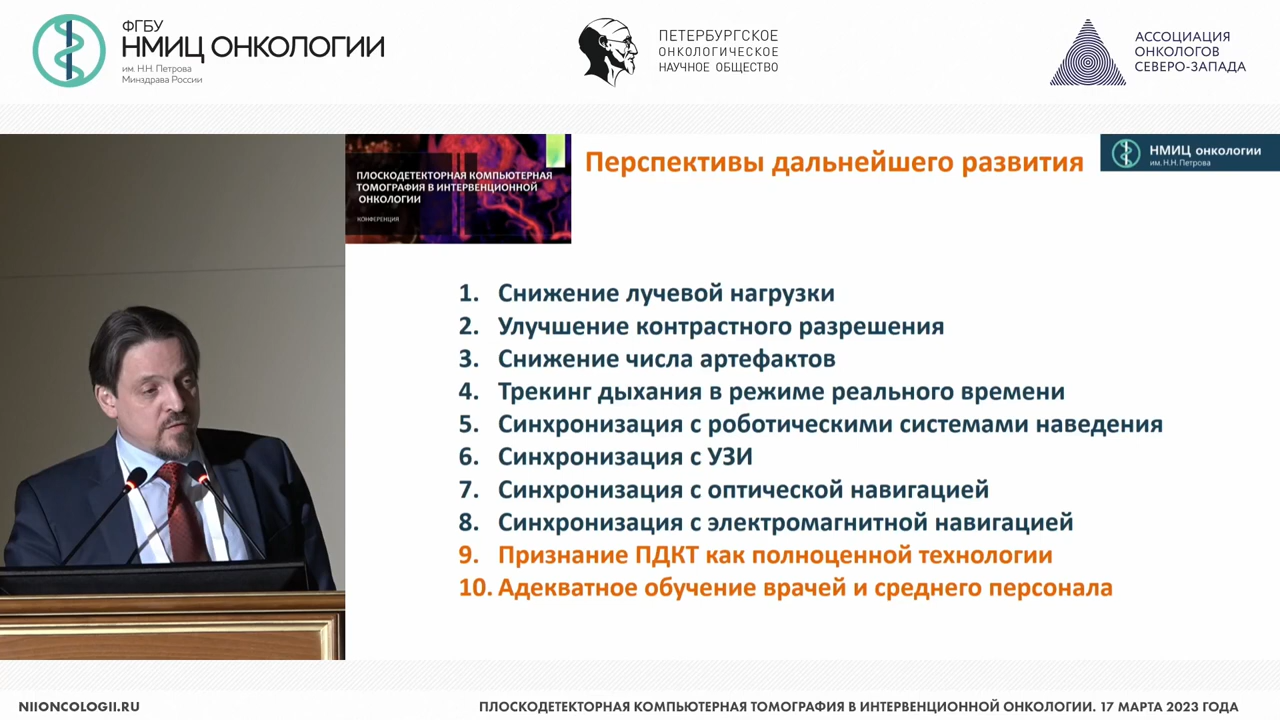 ФГБУ
НМИЦ ОНКОЛОГИИ
им. Н.Н. Петрова
Минздрава России
ПЕТЕРБУРГСКОЕ
ОНКОЛОГИЧЕСКОЕ
НАУЧНОЕ ОБЩЕСТВО
АССОЦИАЦИЯ
ОНКОЛОГОВ
СЕВЕРО-ЗАПАДА
ПЛОСКОДЕТЕКТОРНАЯ КОМПЬЮТЕРНАЯ
ТОМОГРАФИЯ В ИНТЕРВЕНЦИОННОЙ
ОНКОЛОГИИ
КОНФЕРЕНЦИЯ
Перспективы дальнейшего развития
НМИЦ онкологии
им. Н.Н. Петрова
1. Снижение лучевой нагрузки
2. Улучшение контрастного разрешения
3. Снижение числа артефактов
4. Трекинг дыхания в режиме реального времени
5. Синхронизация с роботическими системами наведения
6. Синхронизация с УЗИ
7. Синхронизация с оптической навигацией
8. Синхронизация с электромагнитной навигацией
9. Признание ПДКТ как полноценной технологии
10. Адекватное обучение врачей и среднего персонала
NIIONCOLOGII.RU
ПЛОСКОДЕТЕКТОРНАЯ КОМПЬЮТЕРНАЯ ТОМОГРАФИЯ В ИНТЕРВЕНЦИОННОЙ ОНКОЛОГИИ. 17 МАРТА 2023 ГОДА